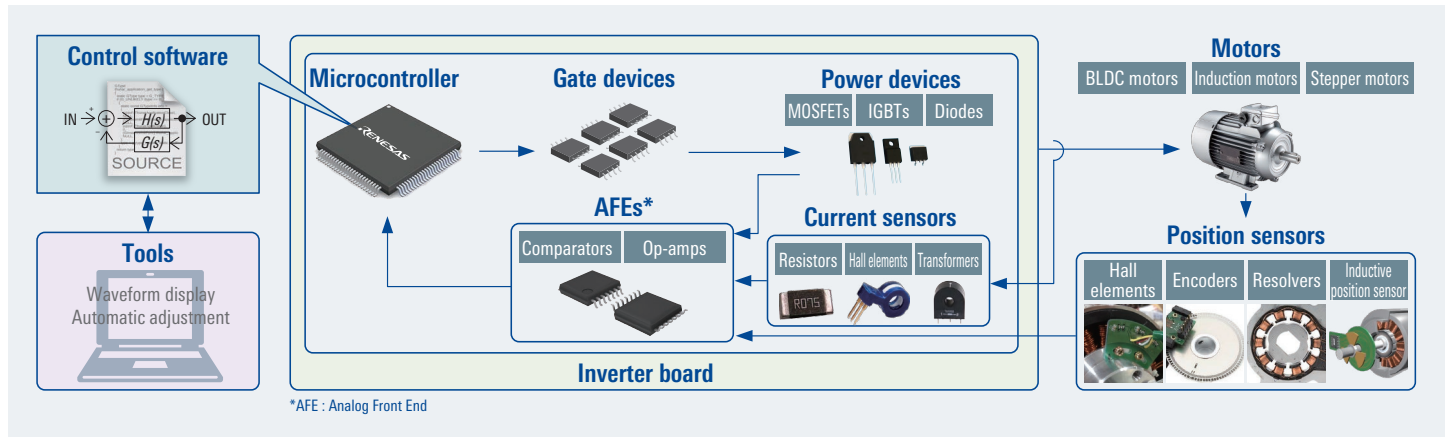 Control software
IN
+
−
H(s)
G(s)
OUT
SOURCE
Tools
Waveform display
Automatic adjustment
Microcontroller
RENESAS
Gate devices
Power devices
MOSFETs
IGBTs
Diodes
AFEs*
Comparators
Op-amps
Current sensors
Resistors
Hall elements
Transformers
R075
Inverter board
*AFE : Analog Front End
Motors
BLDC motors
Induction motors
Stepper motors
Position sensors
Hall
elements
Encoders
Resolvers
Inductive
position sensor